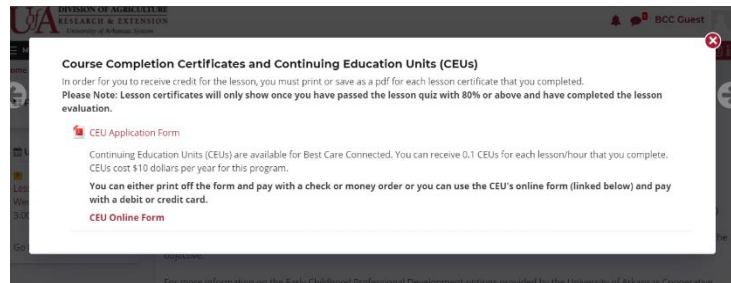 DIVISION OF AGRICULTURE
RESEARCH & EXTENSION
University of Arkansas System
BCC Guest
Course Completion Certificates and Continuing Education Units (CEUs)
In order for you to receive credit for the lesson, you must print or save as a pdf for each lesson certificate that you completed.
Please Note: Lesson certificates will only show once you have passed the lesson quiz with 80% or above and have completed the lesson
evaluation.
CEU Application Form
Continuing Education Units (CEUs) are available for Best Care Connected. You can receive 0.1 CEUs for each lesson/hour that you complete.
CEUs cost $10 dollars per year for this program.
You can either print off the form and pay with a check or money order or you can use the CEU's online form (linked below) and pay
with a debit or credit card.
CEU Online Form
3:00
Go
the
objective.
For more information on the Early Childhood Professional Development options provided by the University of Arkansas Cooperative